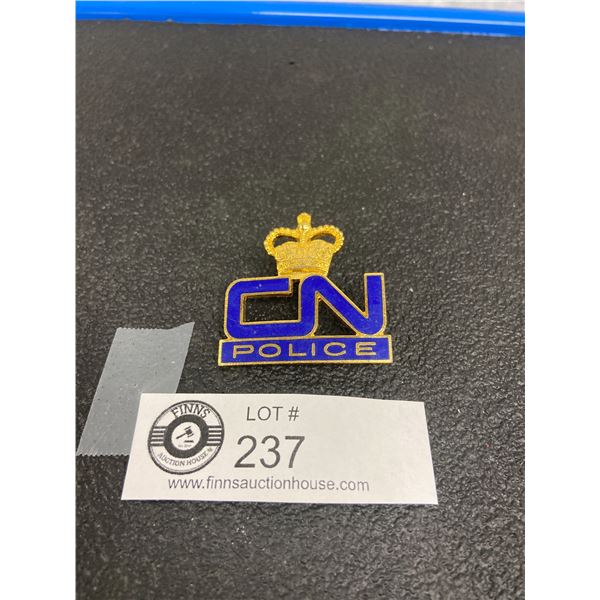 CN
POLICE
FINNS
AUCTION HOUSE
LOT #
237
www.finnsauctionhouse.com